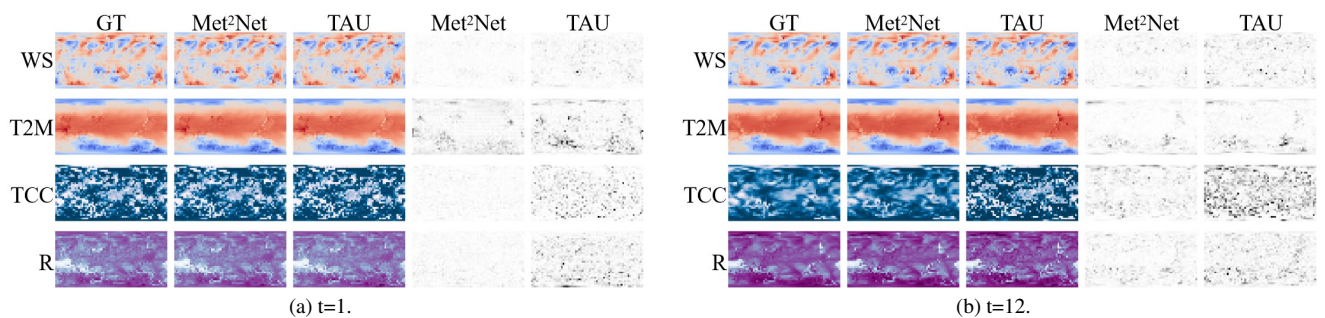 GT Met²Net TAU Met²Net TAU
WS
T2M
TCC
R
(a) t=1.
GT Met²Net TAU Met²Net TAU
WS
T2M
TCC
R
(b) t=12.